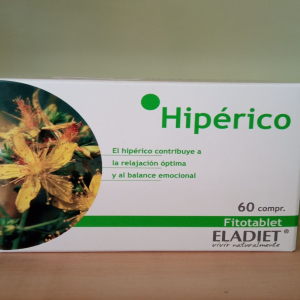 Hipérico
El hipérico contribuye a
la relajación óptima
y al balance emocional
60 compr.
Fitotablet
ELADIET®
vivir naturalmente